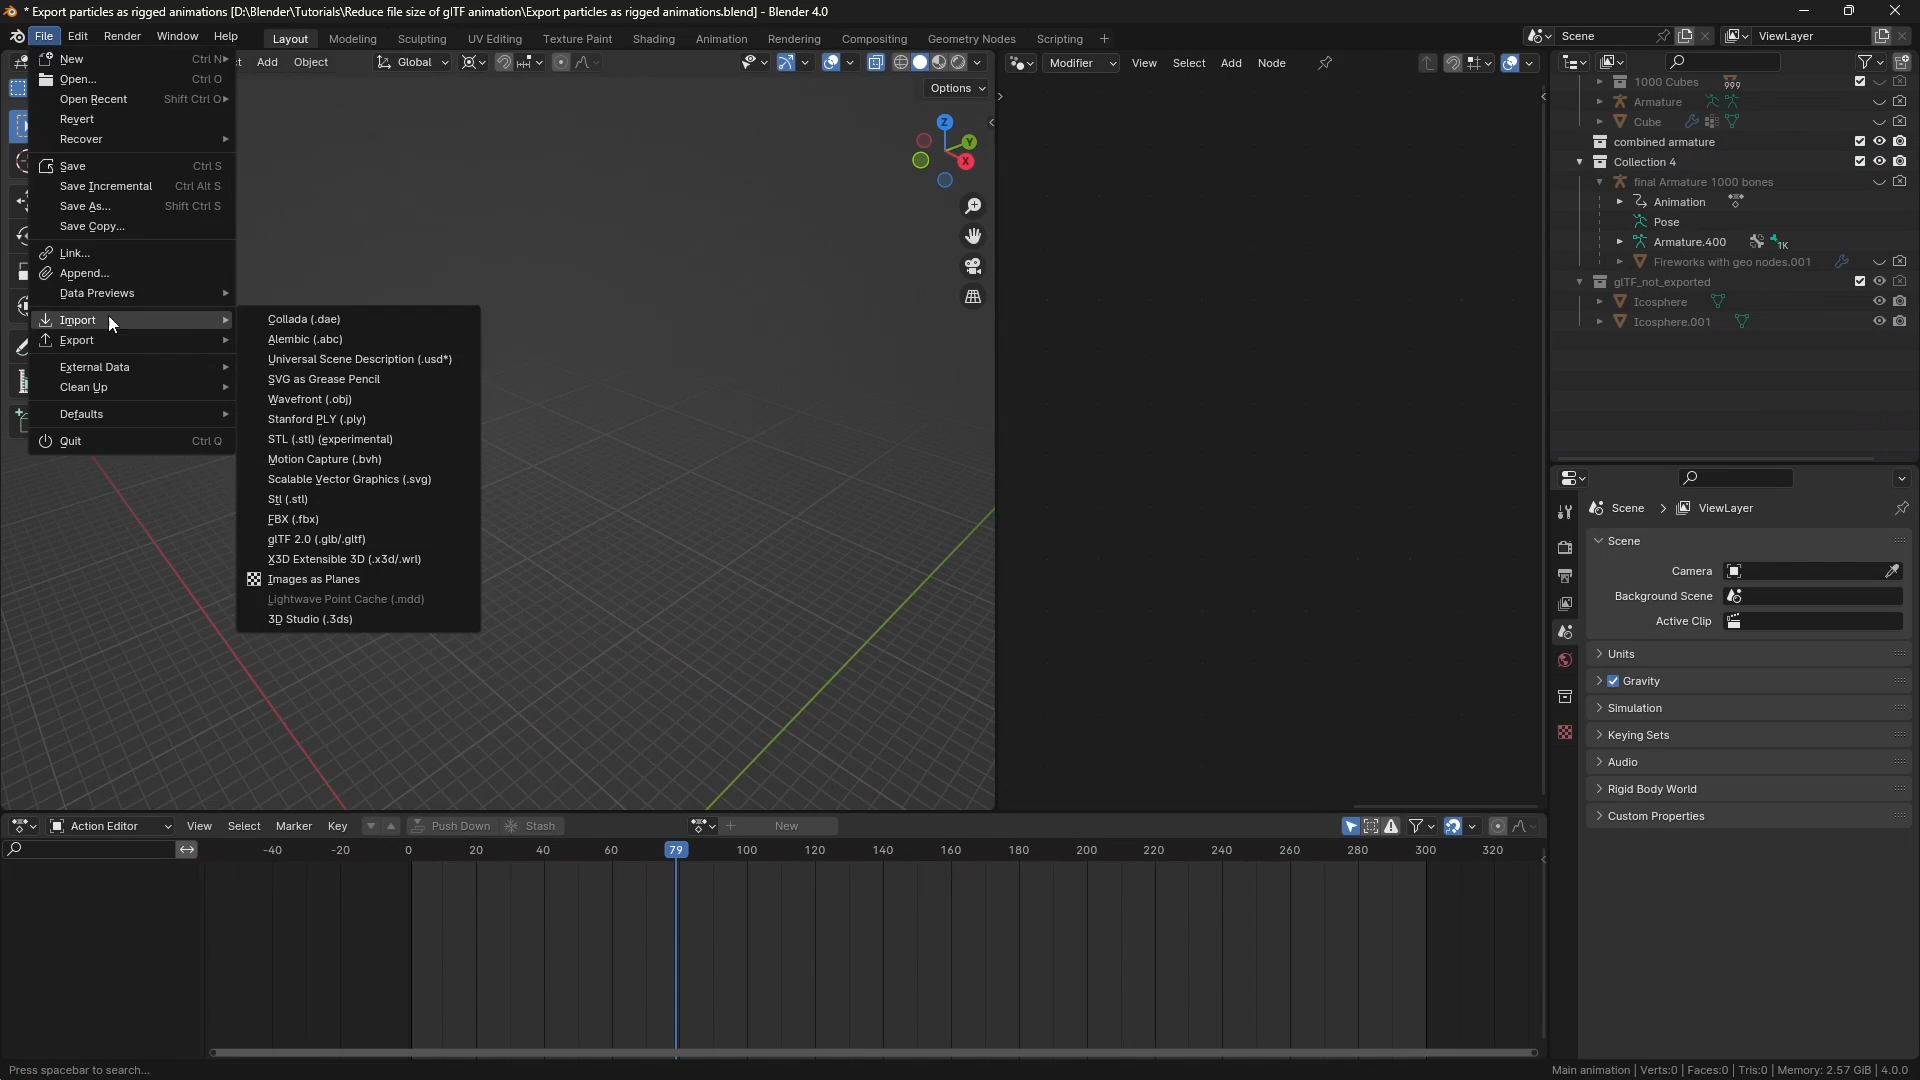 * Export particles as rigged animations [D:\Blender\Tutorials\Reduce file size of glTF animation\Export particles as rigged animations.blend] - Blender 4.0
File Edit Render Window Help Layout Modeling Sculpting UV Editing Texture Paint Shading Animation Rendering Compositing Geometry Nodes Scripting + Scene ViewLayer
Add Object Global Modifier View Select Add Node
Options
Z
Y
X
New Ctrl N
Open... Ctrl O
Open Recent Shift Ctrl O
Revert
Recover
Save Ctrl S
Save Incremental Ctrl Alt S
Save As... Shift Ctrl S
Save Copy...
Link...
Append...
Data Previews
Import
Export
External Data
Clean Up
Defaults
Quit Ctrl Q
Collada (.dae)
Alembic (.abc)
Universal Scene Description (.usd*)
SVG as Grease Pencil
Wavefront (.obj)
Stanford PLY (.ply)
STL (.stl) (experimental)
Motion Capture (.bvh)
Scalable Vector Graphics (.svg)
Stl (.stl)
FBX (.fbx)
glTF 2.0 (.glb/.gltf)
X3D Extensible 3D (.x3d/.wrl)
Images as Planes
Lightwave Point Cache (.mdd)
3D Studio (.3ds)
1000 Cubes 999
Armature
Cube
combined armature
Collection 4
final Armature 1000 bones
Animation
Pose
Armature.400 1K
Fireworks with geo nodes.001
glTF_not_exported
Icosphere
Icosphere.001
Scene ViewLayer
Scene
Camera
Background Scene
Active Clip
Units
Gravity
Simulation
Keying Sets
Audio
Rigid Body World
Custom Properties
Action Editor View Select Marker Key Push Down Stash New
-40 -20 0 20 40 60 79 100 120 140 160 180 200 220 240 260 280 300 320
Press spacebar to search... Main animation | Verts:0 | Faces:0 | Tris:0 | Memory: 2.57 GiB | 4.0.0